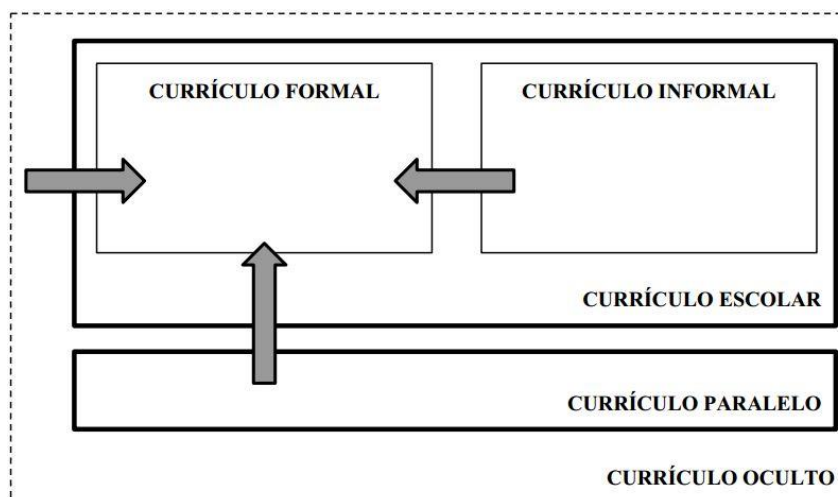 CURRÍCULO FORMAL
CURRÍCULO INFORMAL
CURRÍCULO ESCOLAR
CURRÍCULO PARALELO
CURRÍCULO OCULTO